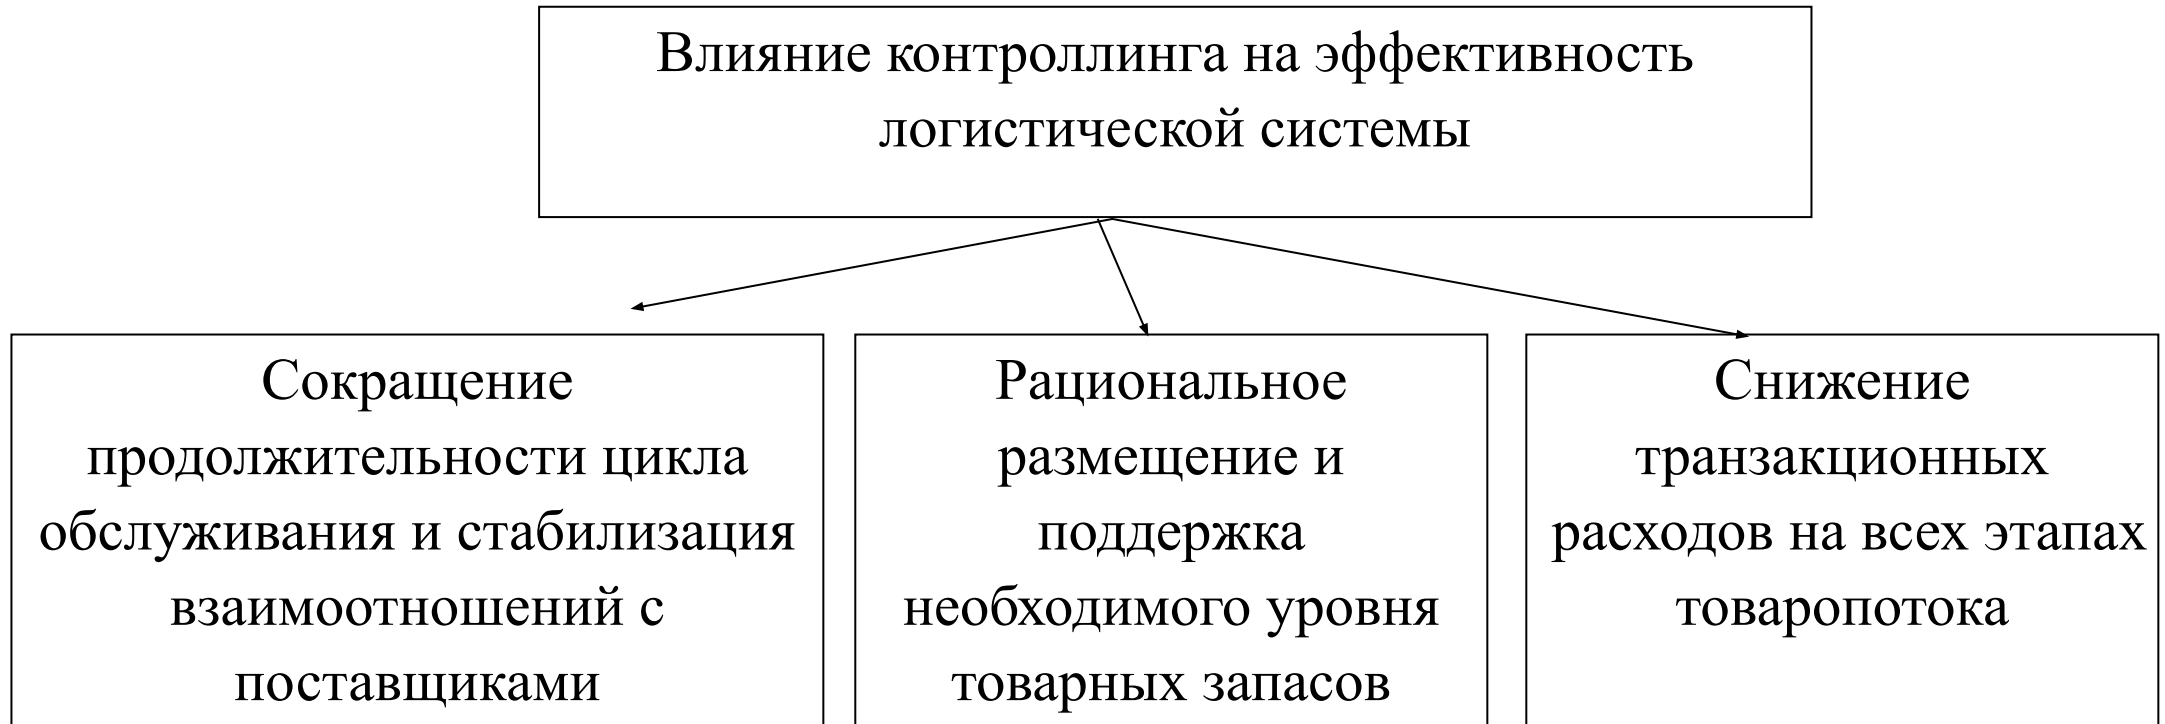 Влияние контроллинга на эффективность
логистической системы
Сокращение
продолжительности цикла
обслуживания и стабилизация
взаимоотношений с
поставщиками
Рациональное
размещение и
поддержка
необходимого уровня
товарных запасов
Снижение
транзакционных
расходов на всех этапах
товаропотока